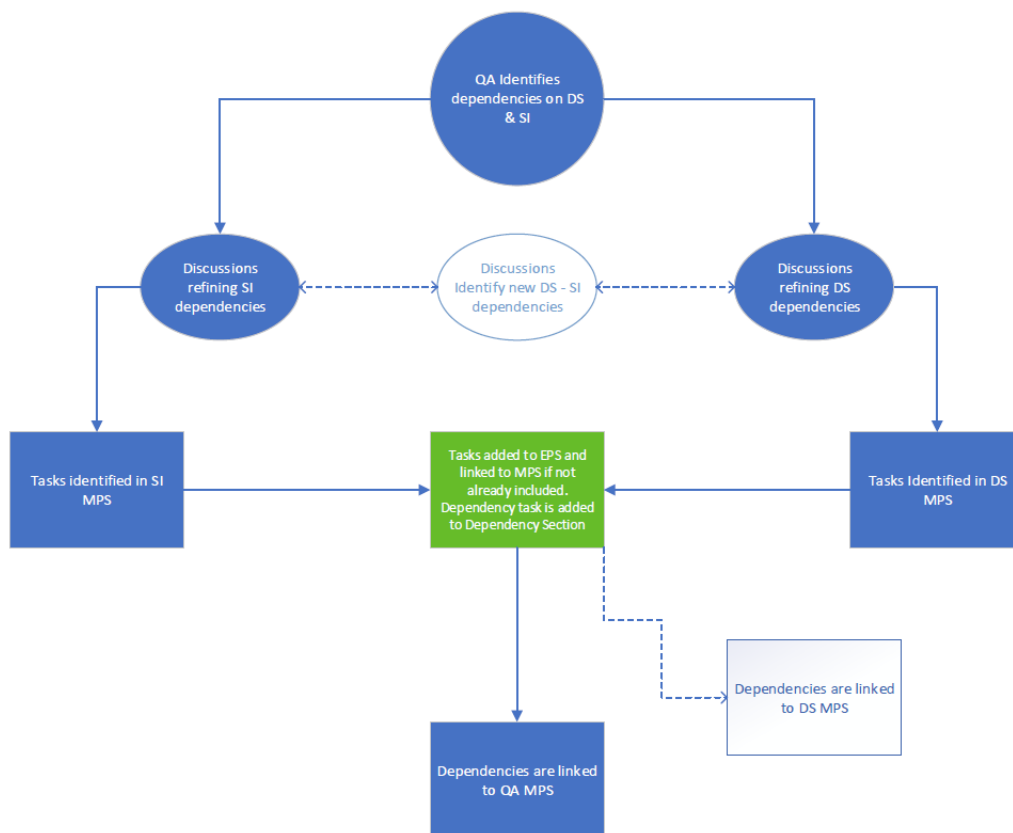 QA Identifies
dependencies on DS
& SI
Discussions
refining SI
dependencies
Discussions
Identify new DS - SI
dependencies
Discussions
refining DS
dependencies
Tasks identified in SI
MPS
Tasks added to EPS and
linked to MPS if not
already included.
Dependency task is added
to Dependency Section
Tasks Identified in DS
MPS
Dependencies are linked
to DS MPS
Dependencies are linked
to QA MPS